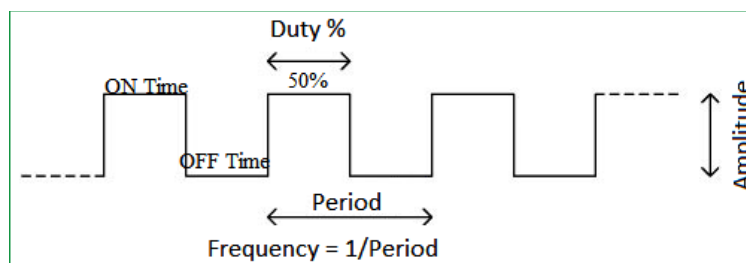 Duty %
50%
ON Time
OFF Time
Amplitude
Period
Frequency = 1/Period